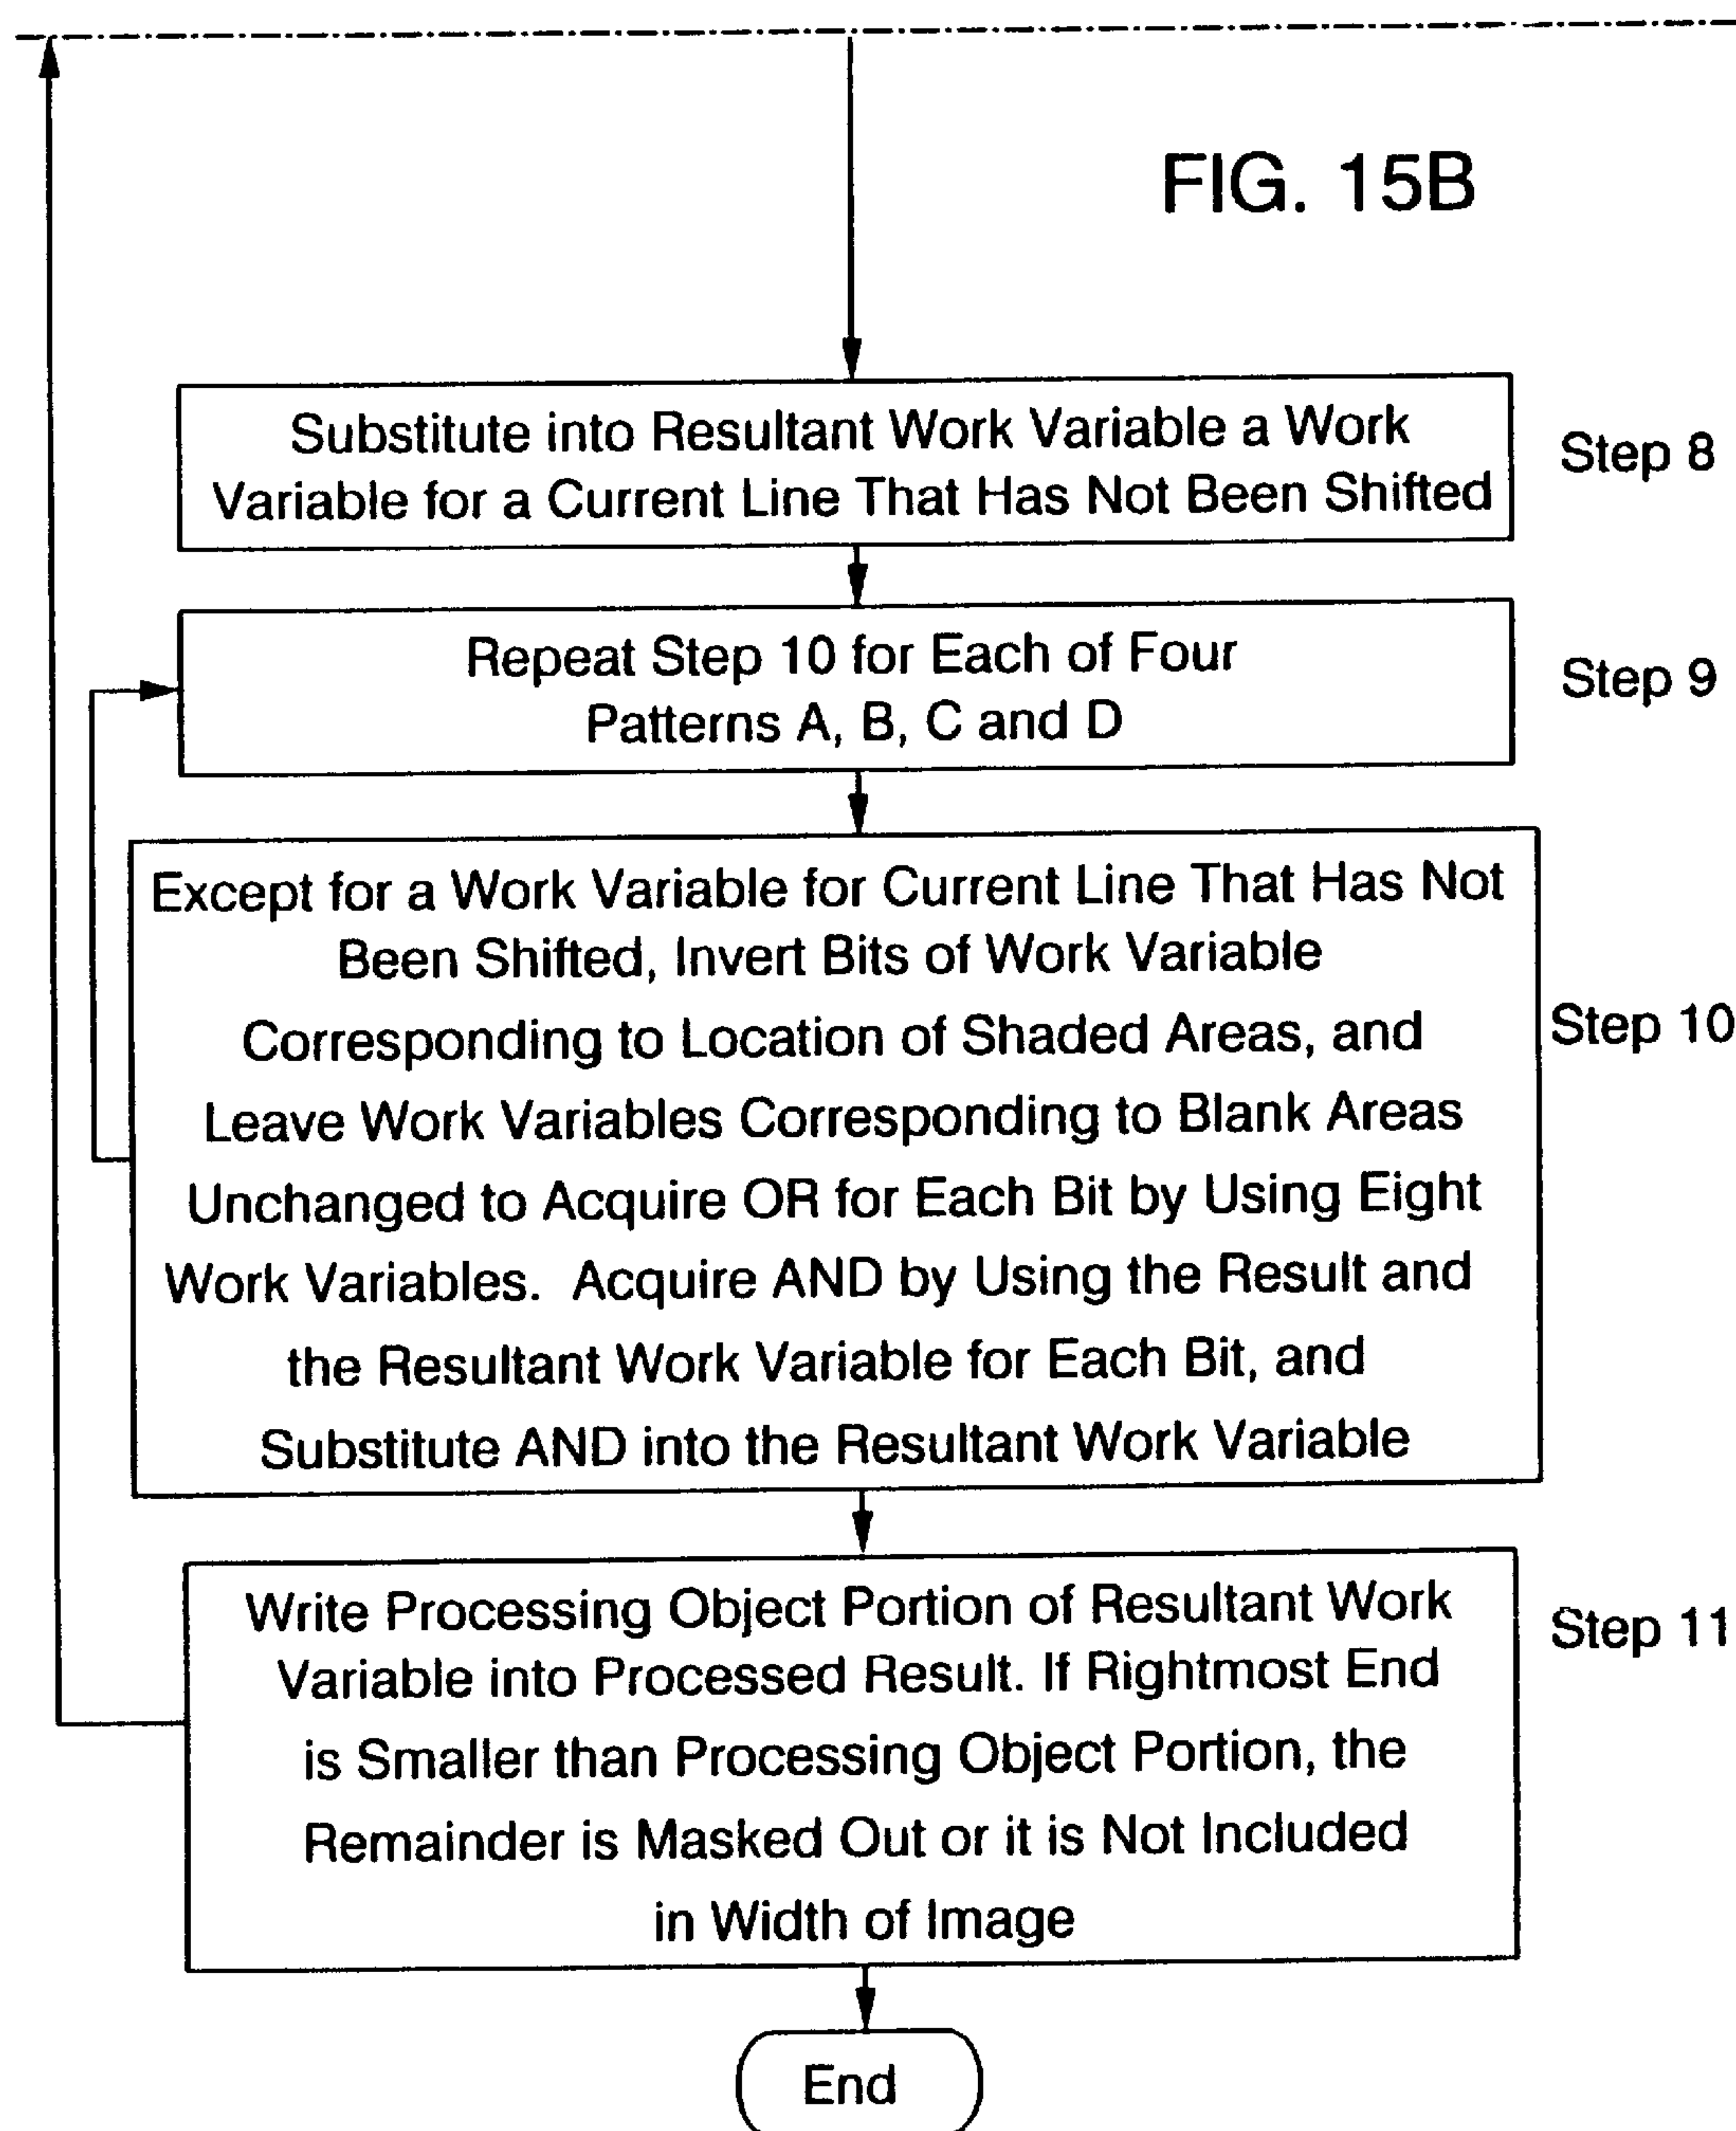 FIG. 15B
Substitute into Resultant Work Variable a Work
Variable for a Current Line That Has Not Been Shifted
Step 8
Repeat Step 10 for Each of Four
Patterns A, B, C and D
Step 9
Except for a Work Variable for Current Line That Has Not
Been Shifted, Invert Bits of Work Variable
Corresponding to Location of Shaded Areas, and
Leave Work Variables Corresponding to Blank Areas
Unchanged to Acquire OR for Each Bit by Using Eight
Work Variables. Acquire AND by Using the Result and
the Resultant Work Variable for Each Bit, and
Substitute AND into the Resultant Work Variable
Step 10
Write Processing Object Portion of Resultant Work
Variable into Processed Result. If Rightmost End
is Smaller than Processing Object Portion, the
Remainder is Masked Out or it is Not Included
in Width of Image
Step 11
End